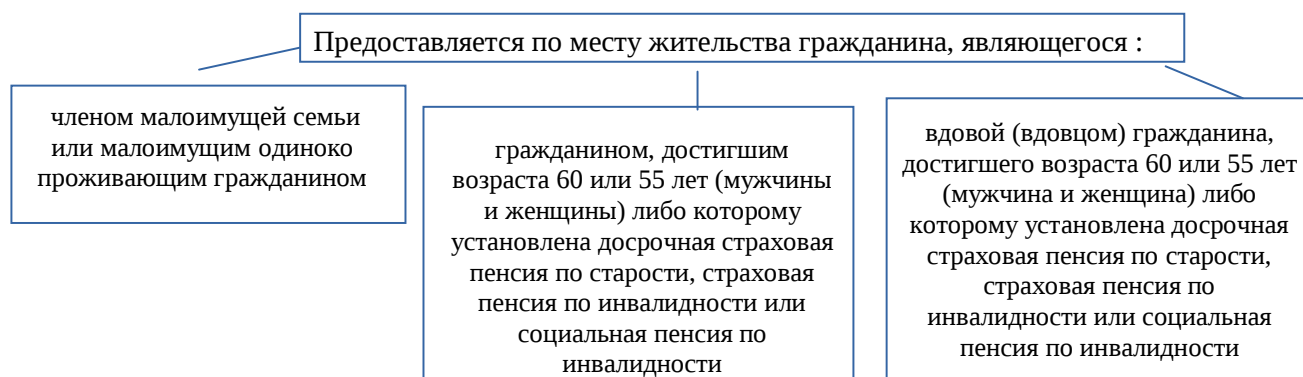 Предоставляется по месту жительства гражданина, являющегося :
членом малоимущей семьи
или малоимущим одиноко
проживающим гражданином
гражданином, достигшим
возраста 60 или 55 лет (мужчины
и женщины) либо которому
установлена досрочная страховая
пенсия по старости, страховая
пенсия по инвалидности или
социальная пенсия по
инвалидности
вдовой (вдовцом) гражданина,
достигшего возраста 60 или 55 лет
(мужчина и женщина) либо
которому установлена досрочная
страховая пенсия по старости,
страховая пенсия по
инвалидности или социальная
пенсия по инвалидности